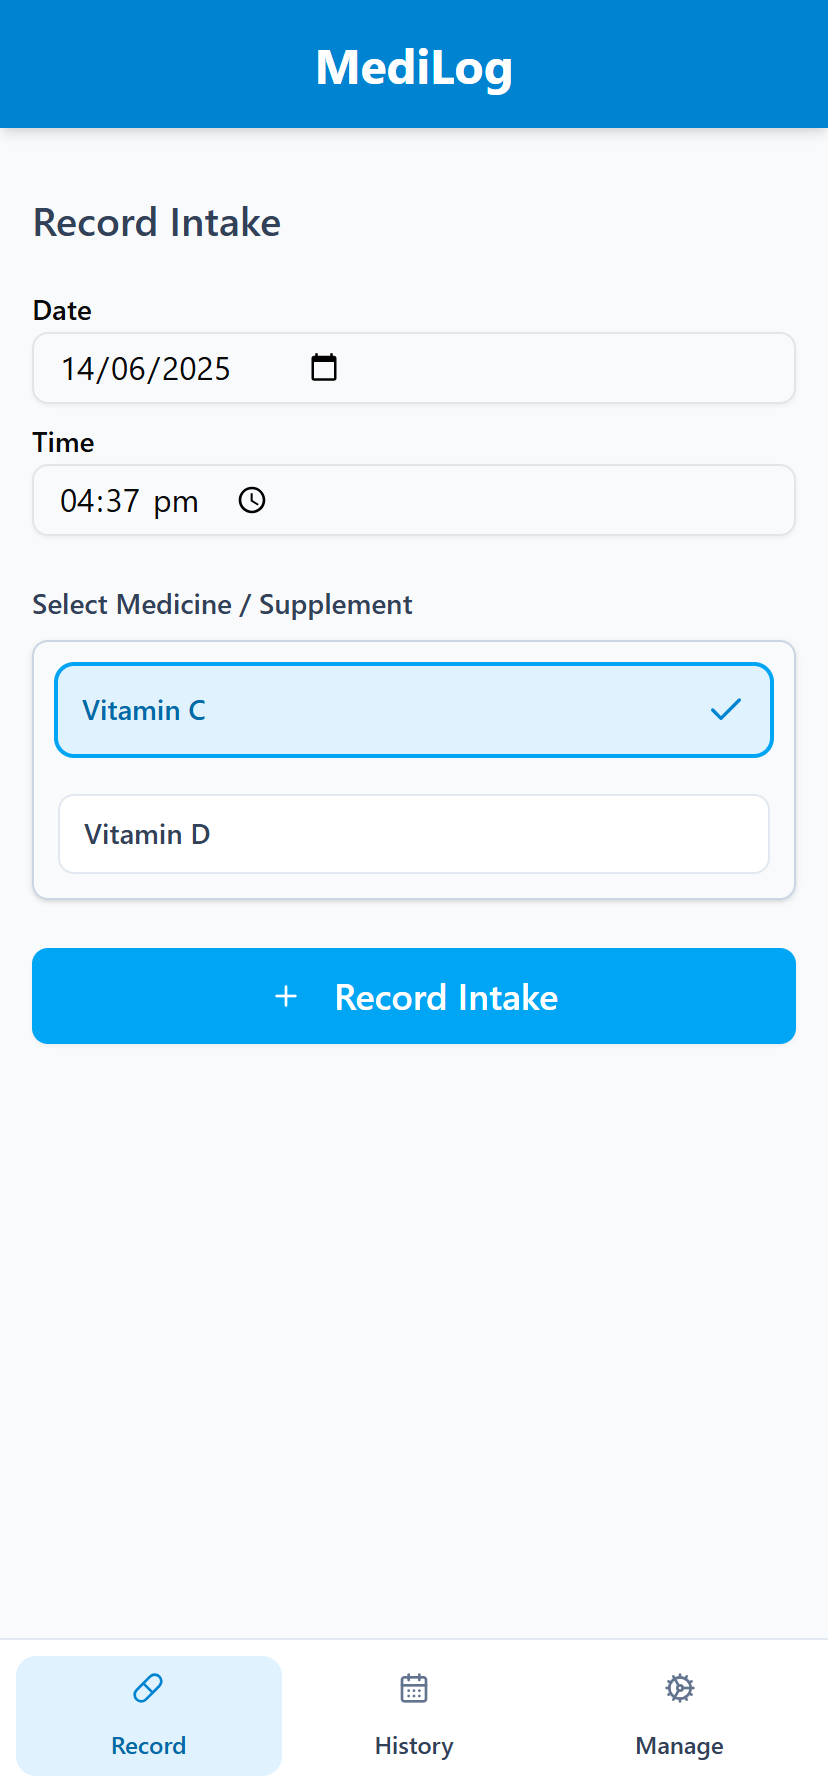 MediLog
Record Intake
Date
14/06/2025
Time
04:37 pm
Select Medicine / Supplement
Vitamin C
Vitamin D
+ Record Intake
Record
History
Manage